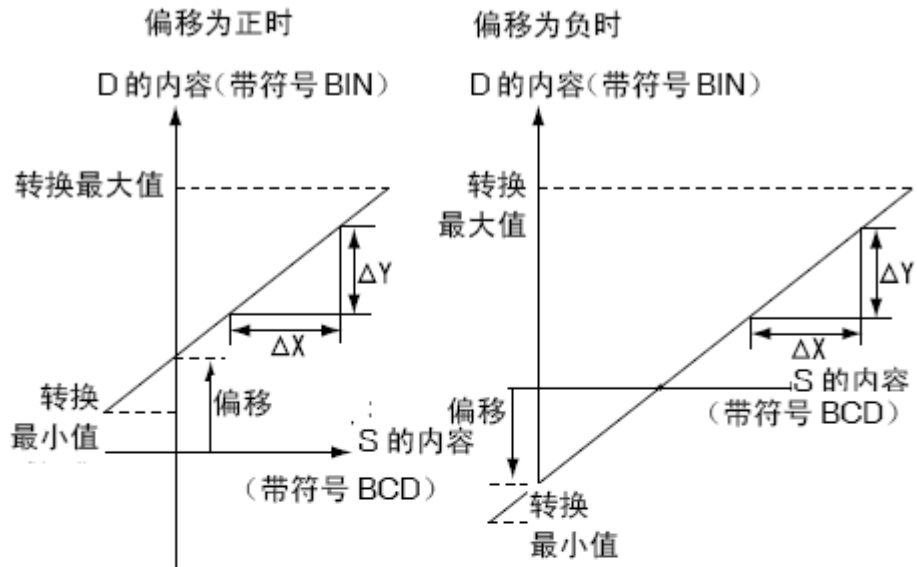 偏移为正时
D 的内容(带符号 BIN)
转换最大值
ΔY
ΔX
转换
最小值
偏移
S 的内容
(带符号 BCD)
偏移为负时
D 的内容(带符号 BIN)
转换
最大值
ΔY
ΔX
S 的内容
(带符号 BCD)
偏移
转换
最小值